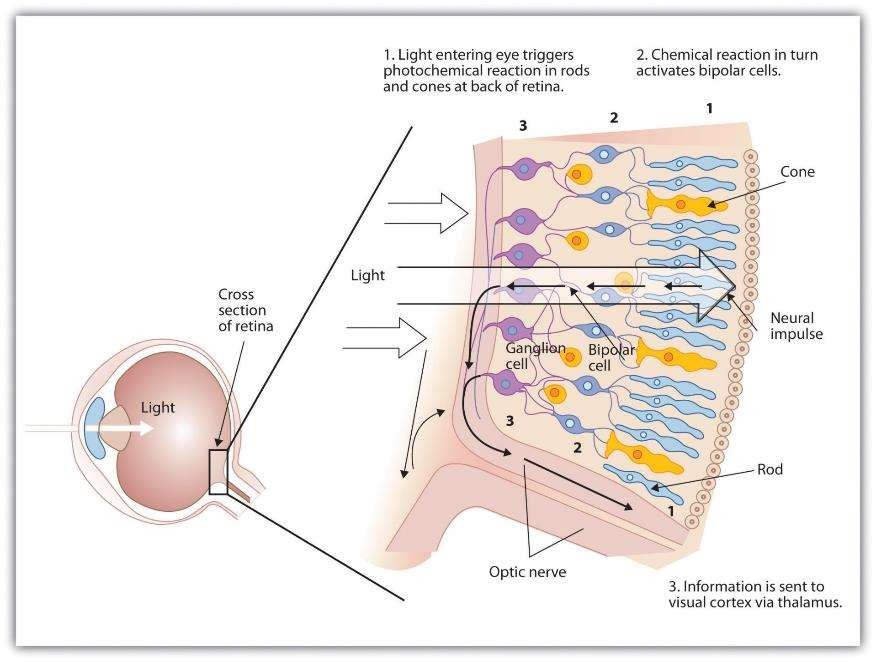 1. Light entering eye triggers
photochemical reaction in rods
and cones at back of retina.
2. Chemical reaction in turn
activates bipolar cells.
3
2
1
Cone
Light
Cross
section
of retina
Neural
impulse
Ganglion
cell
Bipolar
cell
Light
3
2
Rod
1
Optic nerve
3. Information is sent to
visual cortex via thalamus.